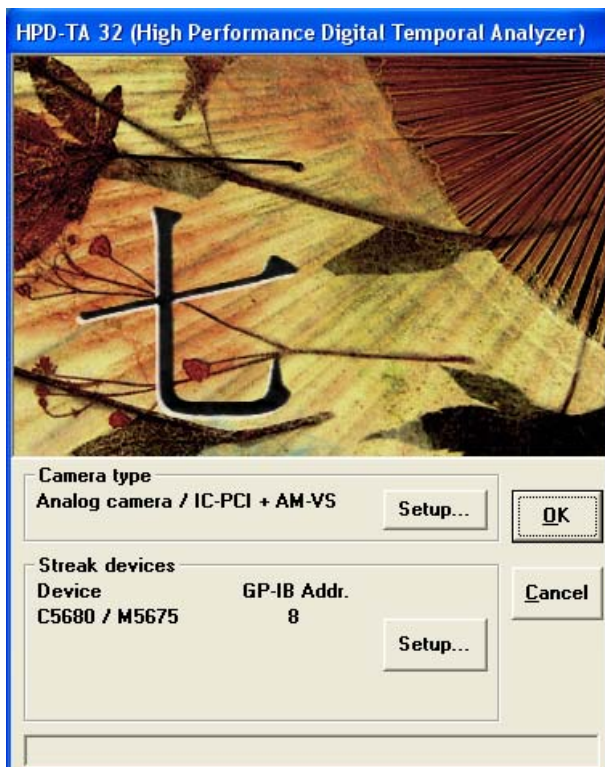 HPD-TA 32 (High Performance Digital Temporal Analyzer)
七
Camera type
Analog camera / IC-PCI + AM-VS
Setup...
OK
Streak devices
Device GP-IB Addr.
C5680 / M5675 8
Setup...
Cancel